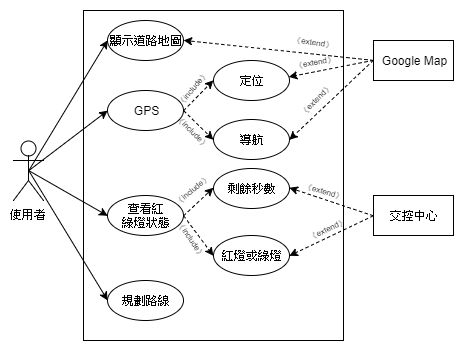 顯示道路地圖
《extend》
Google Map
《extend》
定位
《include》
GPS
《extend》
《include》
導航
使用者
剩餘秒數
《include》
《extend》
查看紅
綠燈狀態
交控中心
《include》
《extend》
紅燈或綠燈
規劃路線